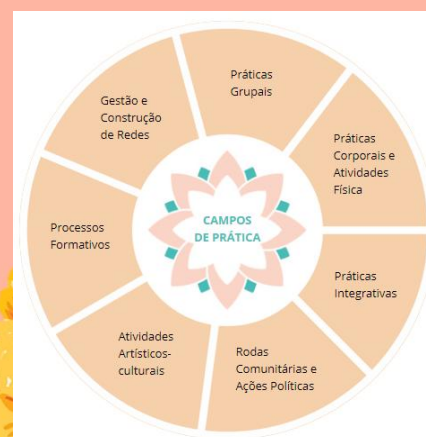 Práticas
Grupais
Práticas
Corporais e
Atividades
Física
Práticas
Integrativas
Rodas
Comunitárias e
Ações Políticas
Atividades
Artísticos-
culturais
Processos
Formativos
Gestão e
Construção
de Redes
CAMPOS
DE PRÁTICA